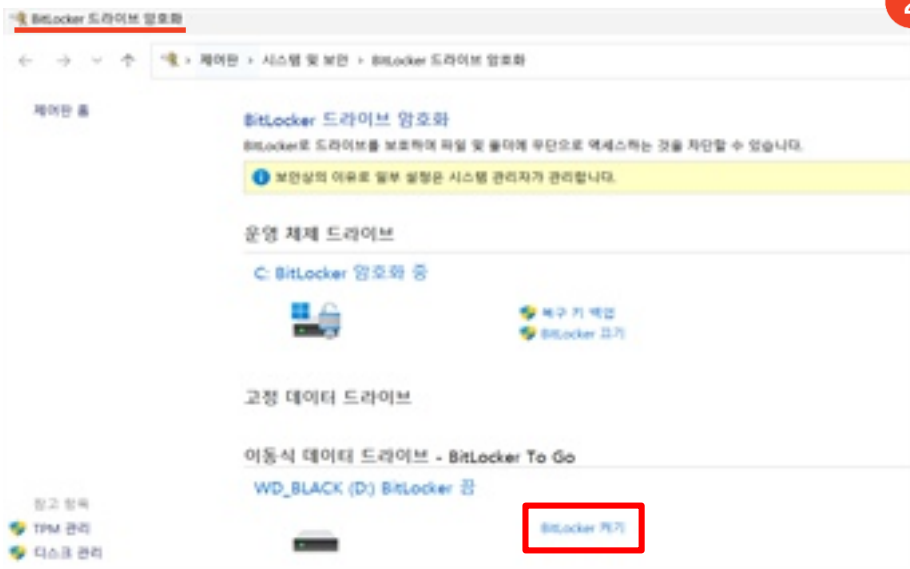 BitLocker 드라이브 암호화
2
제어판 › 시스템 및 보안 › BitLocker 드라이브 암호화
제어판 홈
BitLocker 드라이브 암호화
BitLocker로 드라이브를 보호하여 파일 및 폴더에 무단으로 액세스하는 것을 차단할 수 있습니다.
보안상의 이유로 일부 설정은 시스템 관리자가 관리합니다.
운영 체제 드라이브
C: BitLocker 암호화 중
복구 키 백업
BitLocker 끄기
고정 데이터 드라이브
이동식 데이터 드라이브 - BitLocker To Go
WD_BLACK (D:) BitLocker 끔
BitLocker 켜기
참고 항목
TPM 관리
디스크 관리